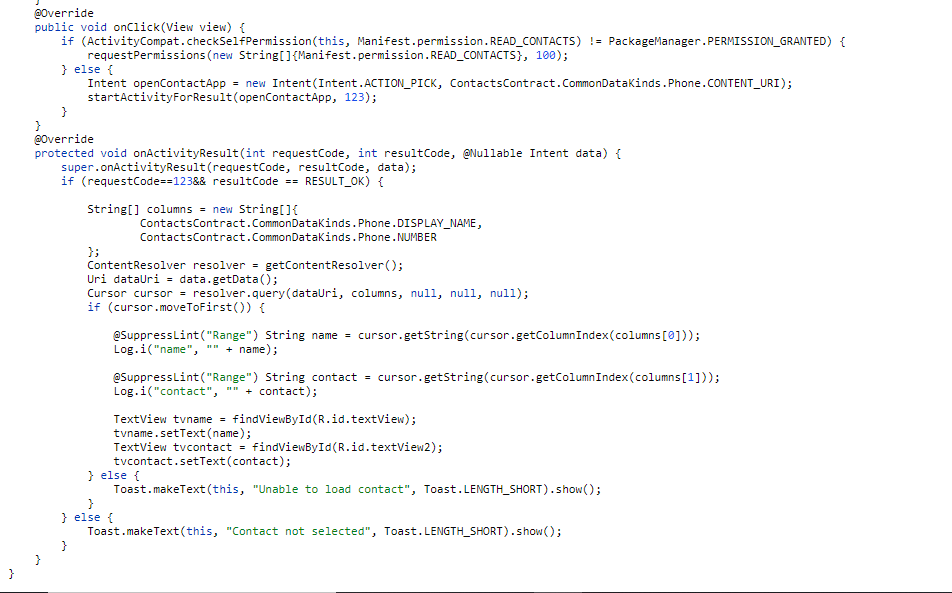 }
@Override
public void onClick(View view) {
    if (ActivityCompat.checkSelfPermission(this, Manifest.permission.READ_CONTACTS) != PackageManager.PERMISSION_GRANTED) {
        requestPermissions(new String[]{Manifest.permission.READ_CONTACTS}, 100);
    } else {
        Intent openContactApp = new Intent(Intent.ACTION_PICK, ContactsContract.CommonDataKinds.Phone.CONTENT_URI);
        startActivityForResult(openContactApp, 123);
    }
}
@Override
protected void onActivityResult(int requestCode, int resultCode, @Nullable Intent data) {
    super.onActivityResult(requestCode, resultCode, data);
    if (requestCode==123&& resultCode == RESULT_OK) {

        String[] columns = new String[]{
                ContactsContract.CommonDataKinds.Phone.DISPLAY_NAME,
                ContactsContract.CommonDataKinds.Phone.NUMBER
        };
        ContentResolver resolver = getContentResolver();
        Uri dataUri = data.getData();
        Cursor cursor = resolver.query(dataUri, columns, null, null, null);
        if (cursor.moveToFirst()) {

            @SuppressLint("Range") String name = cursor.getString(cursor.getColumnIndex(columns[0]));
            Log.i("name", "" + name);

            @SuppressLint("Range") String contact = cursor.getString(cursor.getColumnIndex(columns[1]));
            Log.i("contact", "" + contact);

            TextView tvname = findViewById(R.id.textView);
            tvname.setText(name);
            TextView tvcontact = findViewById(R.id.textView2);
            tvcontact.setText(contact);
        } else {
            Toast.makeText(this, "Unable to load contact", Toast.LENGTH_SHORT).show();
        }
    } else {
        Toast.makeText(this, "Contact not selected", Toast.LENGTH_SHORT).show();
    }
}
}